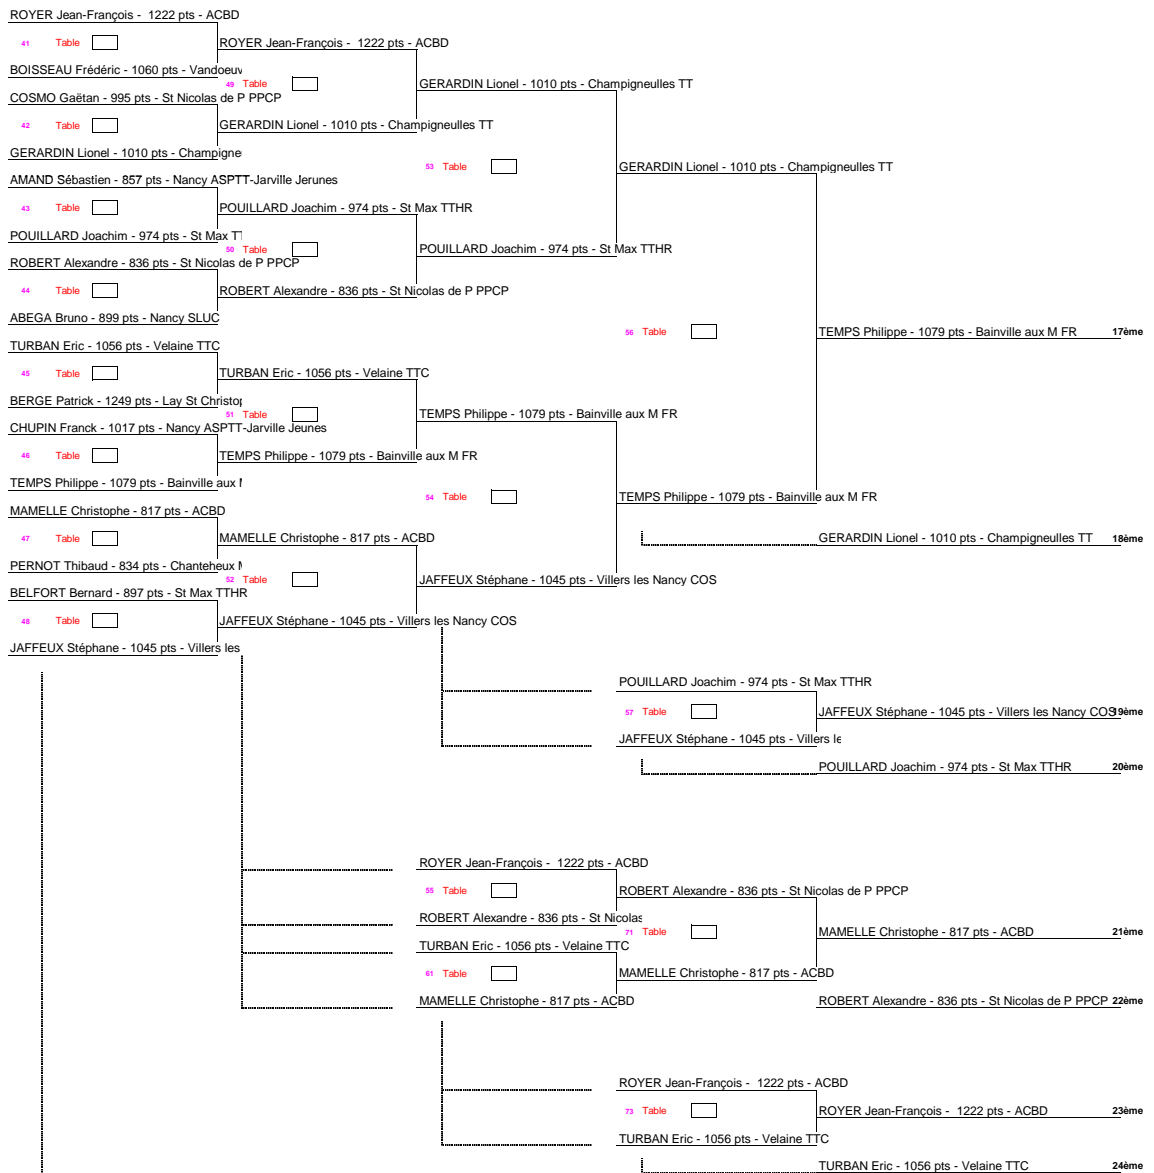 ROYER Jean-François -  1222 pts - ACBD
41 Table
ROYER Jean-François -  1222 pts - ACBD
BOISSEAU Frédéric - 1060 pts - Vandoeuv
49 Table
GERARDIN Lionel - 1010 pts - Champigneulles TT
COSMO Gaëtan - 995 pts - St Nicolas de P PPCP
42 Table
GERARDIN Lionel - 1010 pts - Champigneulles TT
GERARDIN Lionel - 1010 pts - Champigne
53 Table
GERARDIN Lionel - 1010 pts - Champigneulles TT
AMAND Sébastien - 857 pts - Nancy ASPTT-Jarville Jerunes
43 Table
POUILLARD Joachim - 974 pts - St Max TTHR
POUILLARD Joachim - 974 pts - St Max TT
50 Table
POUILLARD Joachim - 974 pts - St Max TTHR
ROBERT Alexandre - 836 pts - St Nicolas de P PPCP
44 Table
ROBERT Alexandre - 836 pts - St Nicolas de P PPCP
ABEGA Bruno - 899 pts - Nancy SLUC
56 Table
TEMPS Philippe - 1079 pts - Bainville aux M FR 17ème
TURBAN Eric - 1056 pts - Velaine TTC
45 Table
TURBAN Eric - 1056 pts - Velaine TTC
BERGE Patrick - 1249 pts - Lay St Christop
51 Table
TEMPS Philippe - 1079 pts - Bainville aux M FR
CHUPIN Franck - 1017 pts - Nancy ASPTT-Jarville Jeunes
46 Table
TEMPS Philippe - 1079 pts - Bainville aux M FR
TEMPS Philippe - 1079 pts - Bainville aux M
54 Table
TEMPS Philippe - 1079 pts - Bainville aux M FR
MAMELLE Christophe - 817 pts - ACBD
47 Table
MAMELLE Christophe - 817 pts - ACBD
GERARDIN Lionel - 1010 pts - Champigneulles TT 18ème
PERNOT Thibaud - 834 pts - Chanteheux M
52 Table
JAFFEUX Stéphane - 1045 pts - Villers les Nancy COS
BELFORT Bernard - 897 pts - St Max TTHR
48 Table
JAFFEUX Stéphane - 1045 pts - Villers les Nancy COS
JAFFEUX Stéphane - 1045 pts - Villers les
POUILLARD Joachim - 974 pts - St Max TTHR
57 Table
JAFFEUX Stéphane - 1045 pts - Villers les Nancy COS 19ème
JAFFEUX Stéphane - 1045 pts - Villers le
POUILLARD Joachim - 974 pts - St Max TTHR 20ème
ROYER Jean-François -  1222 pts - ACBD
55 Table
ROBERT Alexandre - 836 pts - St Nicolas de P PPCP
ROBERT Alexandre - 836 pts - St Nicolas
71 Table
MAMELLE Christophe - 817 pts - ACBD 21ème
TURBAN Eric - 1056 pts - Velaine TTC
61 Table
MAMELLE Christophe - 817 pts - ACBD
MAMELLE Christophe - 817 pts - ACBD
ROBERT Alexandre - 836 pts - St Nicolas de P PPCP 22ème
ROYER Jean-François -  1222 pts - ACBD
73 Table
ROYER Jean-François -  1222 pts - ACBD 23ème
TURBAN Eric - 1056 pts - Velaine TTC
TURBAN Eric - 1056 pts - Velaine TTC 24ème